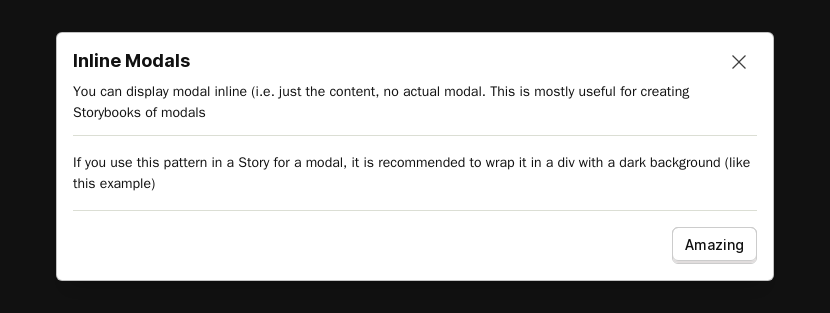 Inline Modals
You can display modal inline (i.e. just the content, no actual modal. This is mostly useful for creating
Storybooks of modals
If you use this pattern in a Story for a modal, it is recommended to wrap it in a div with a dark background (like
this example)
Amazing